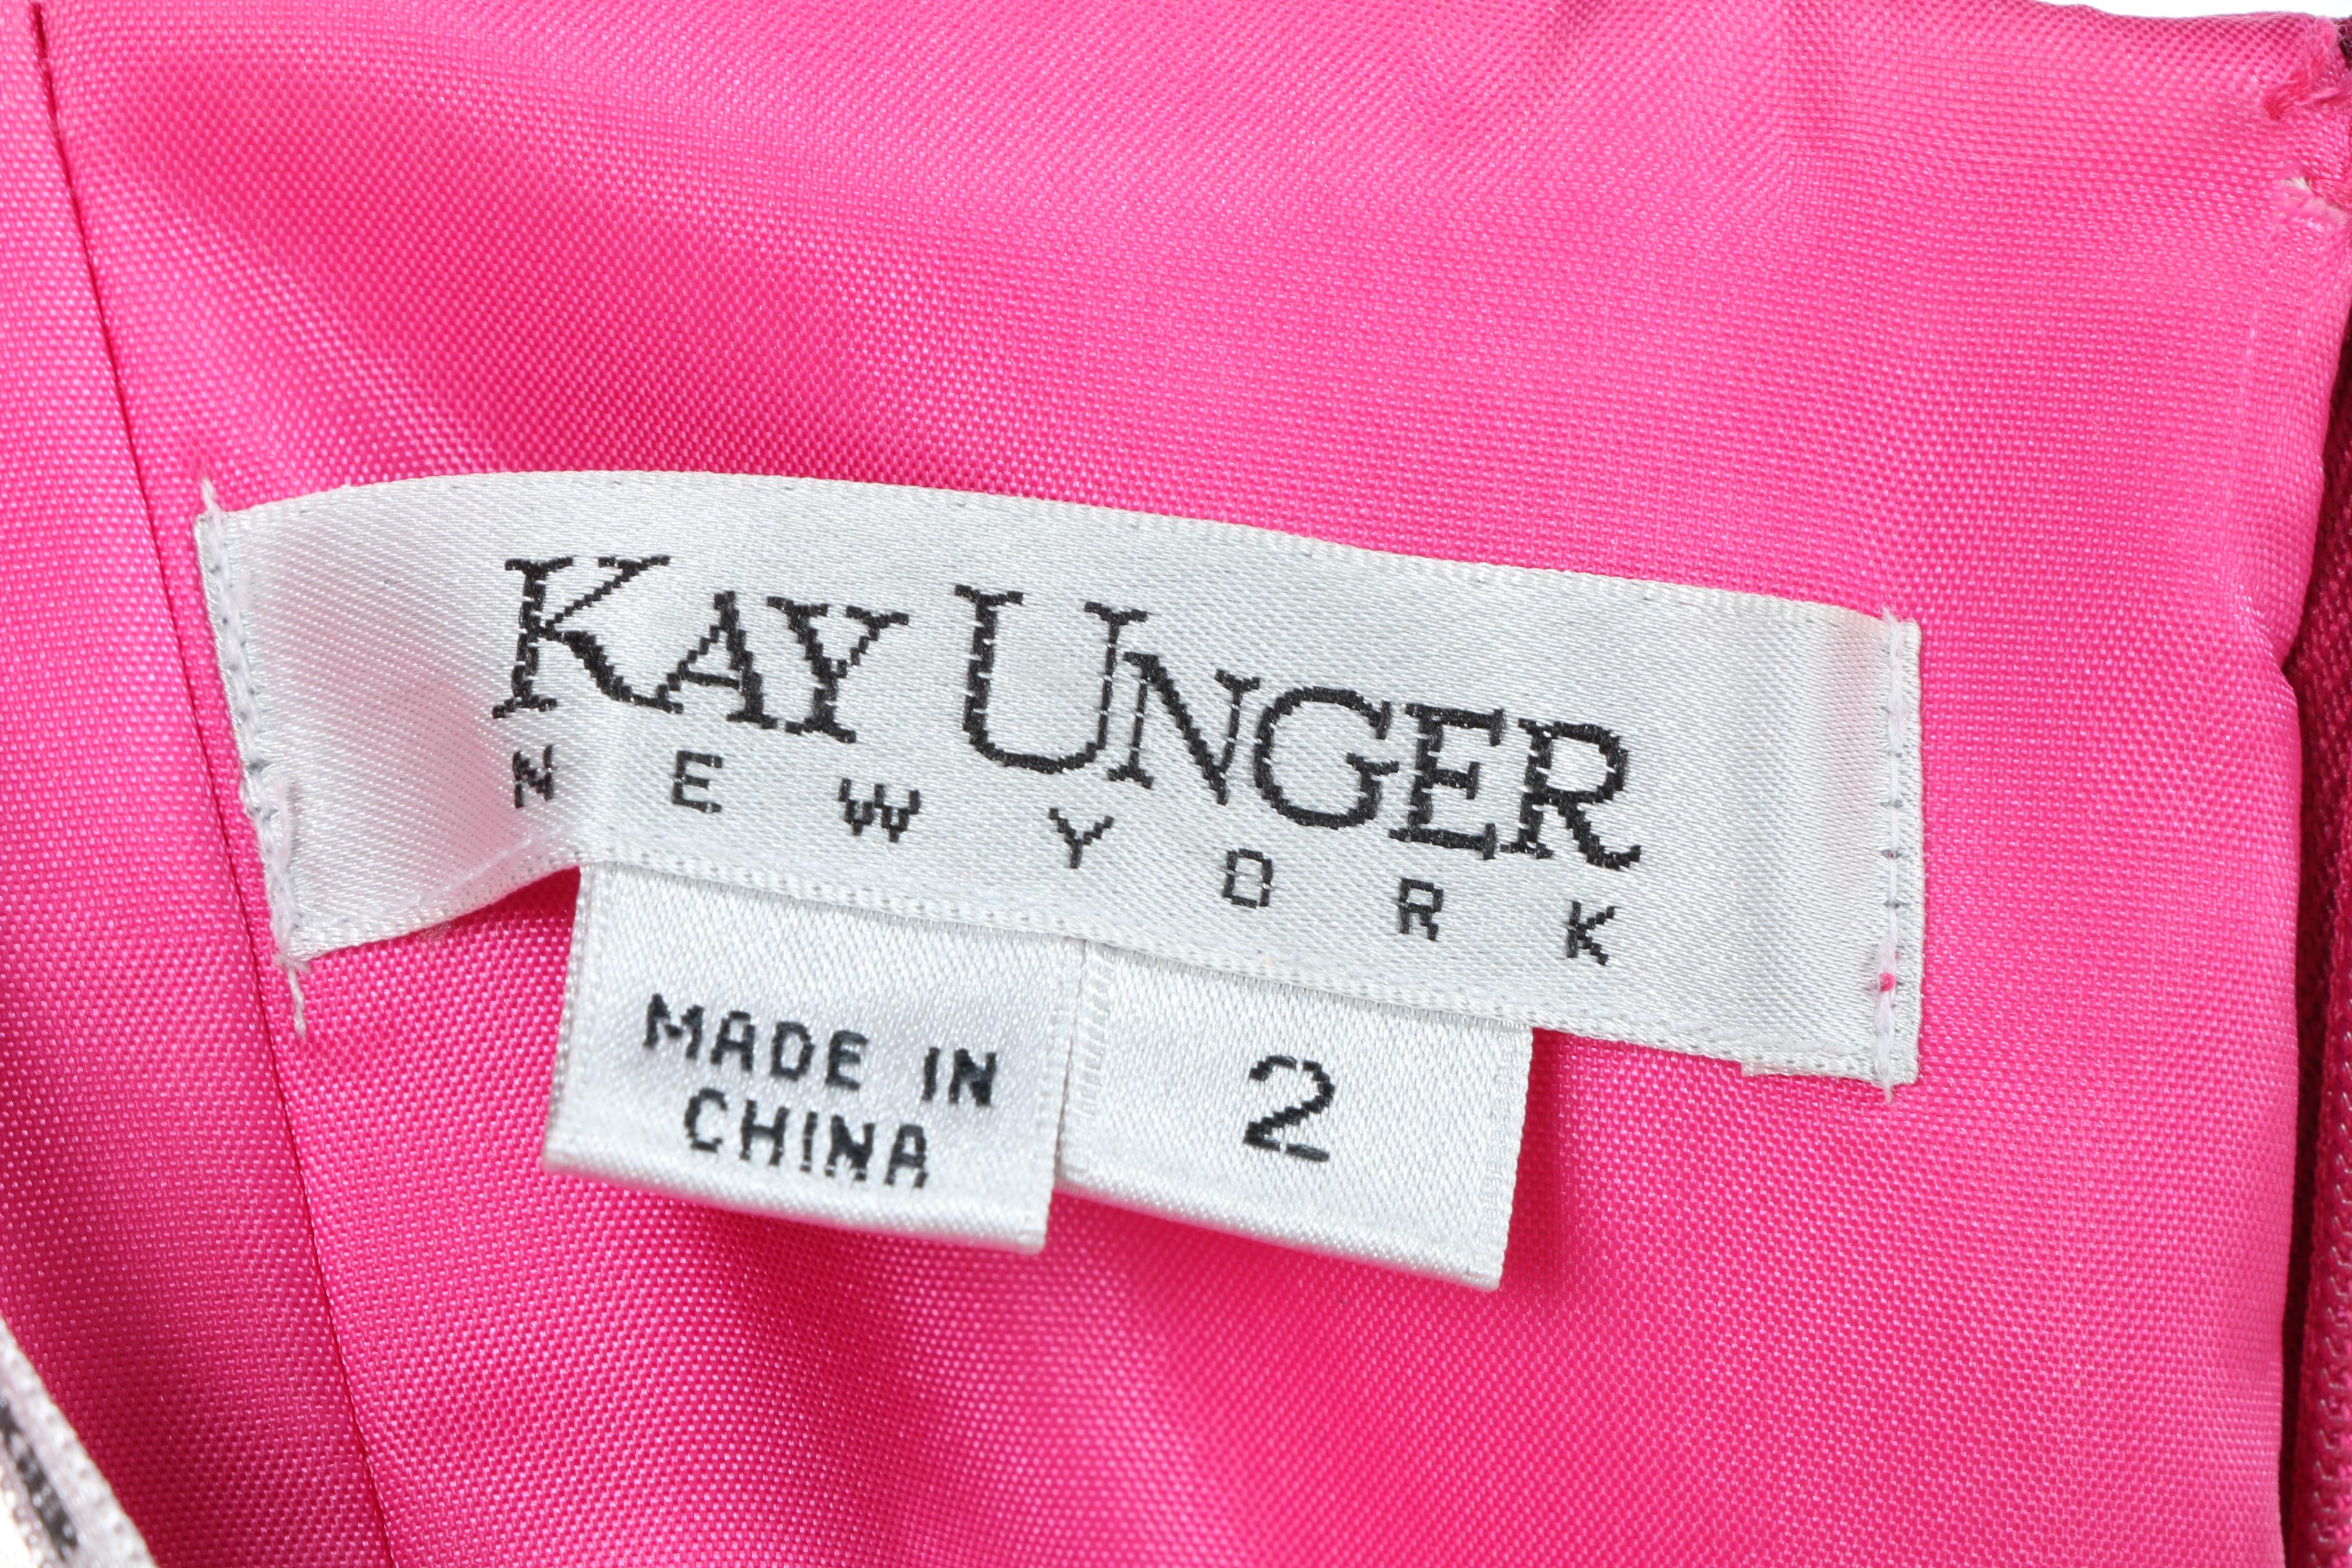 KAY UNGER
NEW YORK
MADE IN
CHINA
2